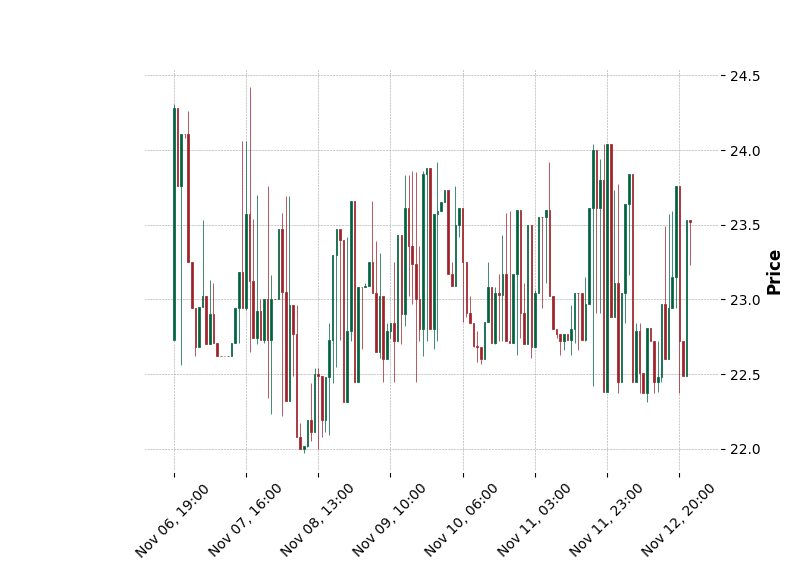 24.5
24.0
23.5
23.0
22.5
22.0
Price
Nov 06, 19:00
Nov 07, 16:00
Nov 08, 13:00
Nov 09, 10:00
Nov 10, 06:00
Nov 11, 03:00
Nov 11, 23:00
Nov 12, 20:00